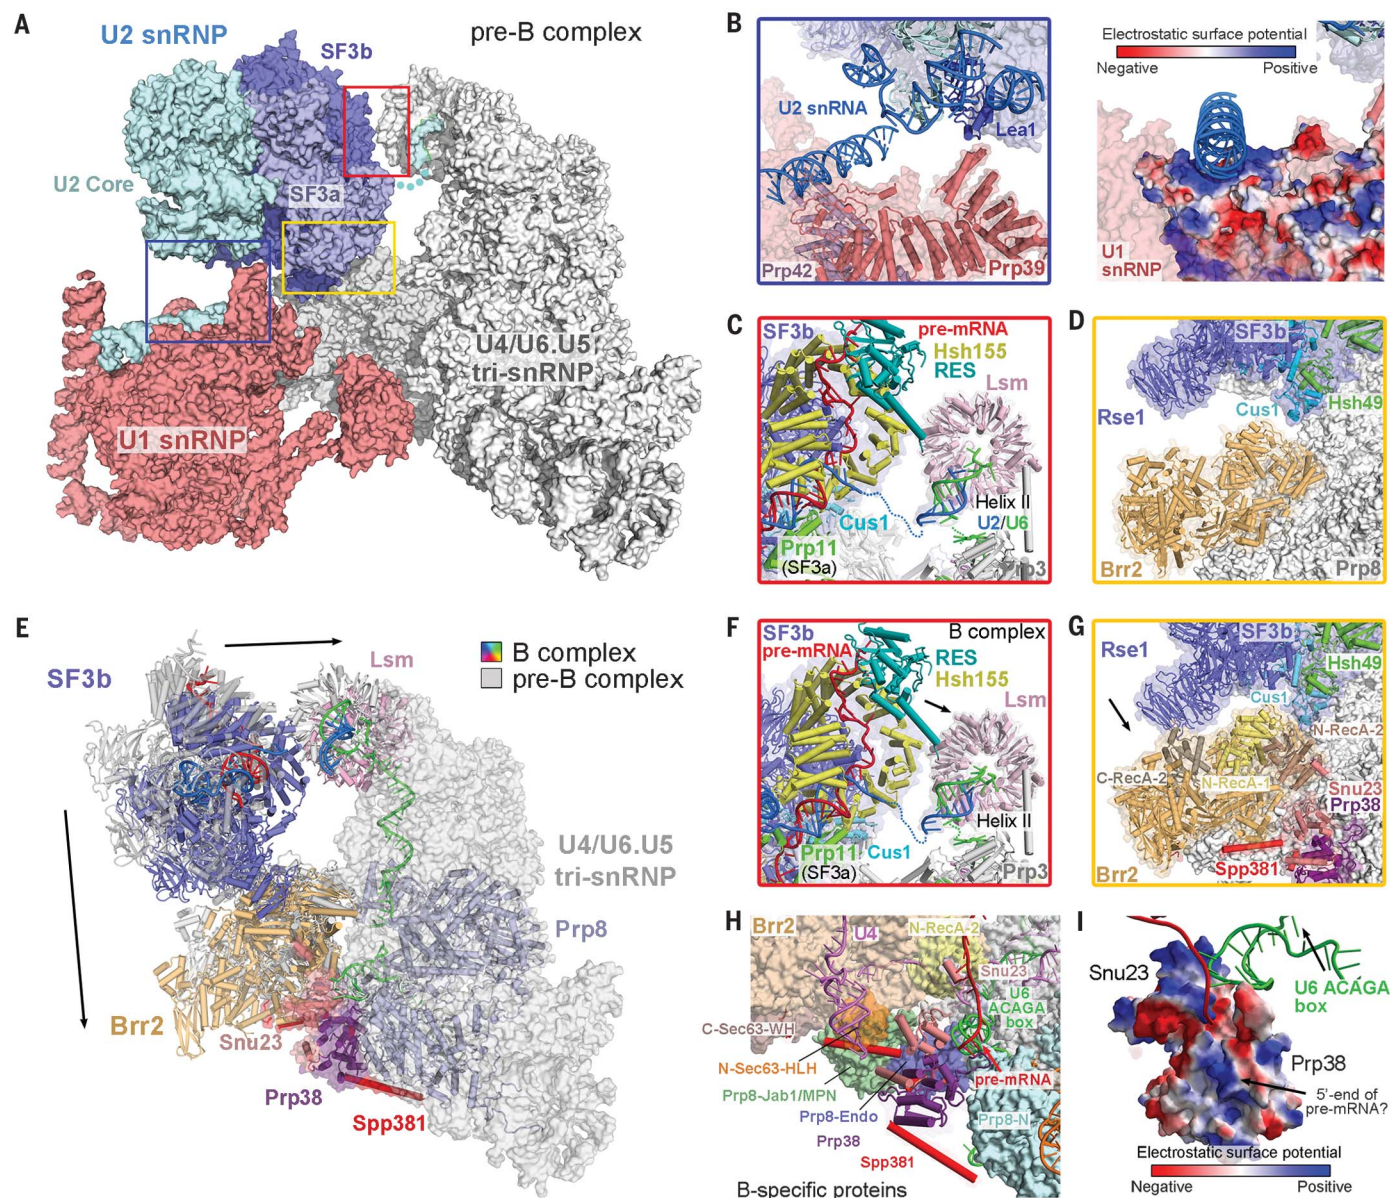 A
U2 snRNP
SF3b
pre-B complex
U2 Core
SF3a
U4/U6.U5
tri-snRNP
U1 snRNP
B
U2 snRNA
Lea1
Prp42
Prp39
Electrostatic surface potential
Negative
Positive
U1
snRNP
C
SF3b
pre-mRNA
Hsh155
RES
Lsm
Helix II
U2/U6
Cus1
Prp11
(SF3a)
Prp3
D
SF3b
Rse1
Cus1
Hsh49
Brr2
Prp8
E
SF3b
Lsm
B complex
pre-B complex
U4/U6.U5
tri-snRNP
Prp8
Brr2
Snu23
Prp38
Spp381
F
SF3b
B complex
pre-mRNA
RES
Hsh155
Lsm
Helix II
Prp11
Cus1
(SF3a)
Prp3
G
SF3b
Rse1
Hsh49
Cus1
N-RecA-2
C-RecA-2
N-RecA-1
Snu23
Prp38
Spp381
Brr2
H
Brr2
U4
N-RecA-2
Snu23
U6
ACAGA
box
C-Sec63-WH
N-Sec63-HLH
pre-mRNA
Prp8-Jab1/MPN
Prp8-Endo
Prp8-N
Prp38
Spp381
B-specific proteins
I
Snu23
U6 ACAGA
box
Prp38
5'-end of
pre-mRNA?
Electrostatic surface potential
Negative
Positive